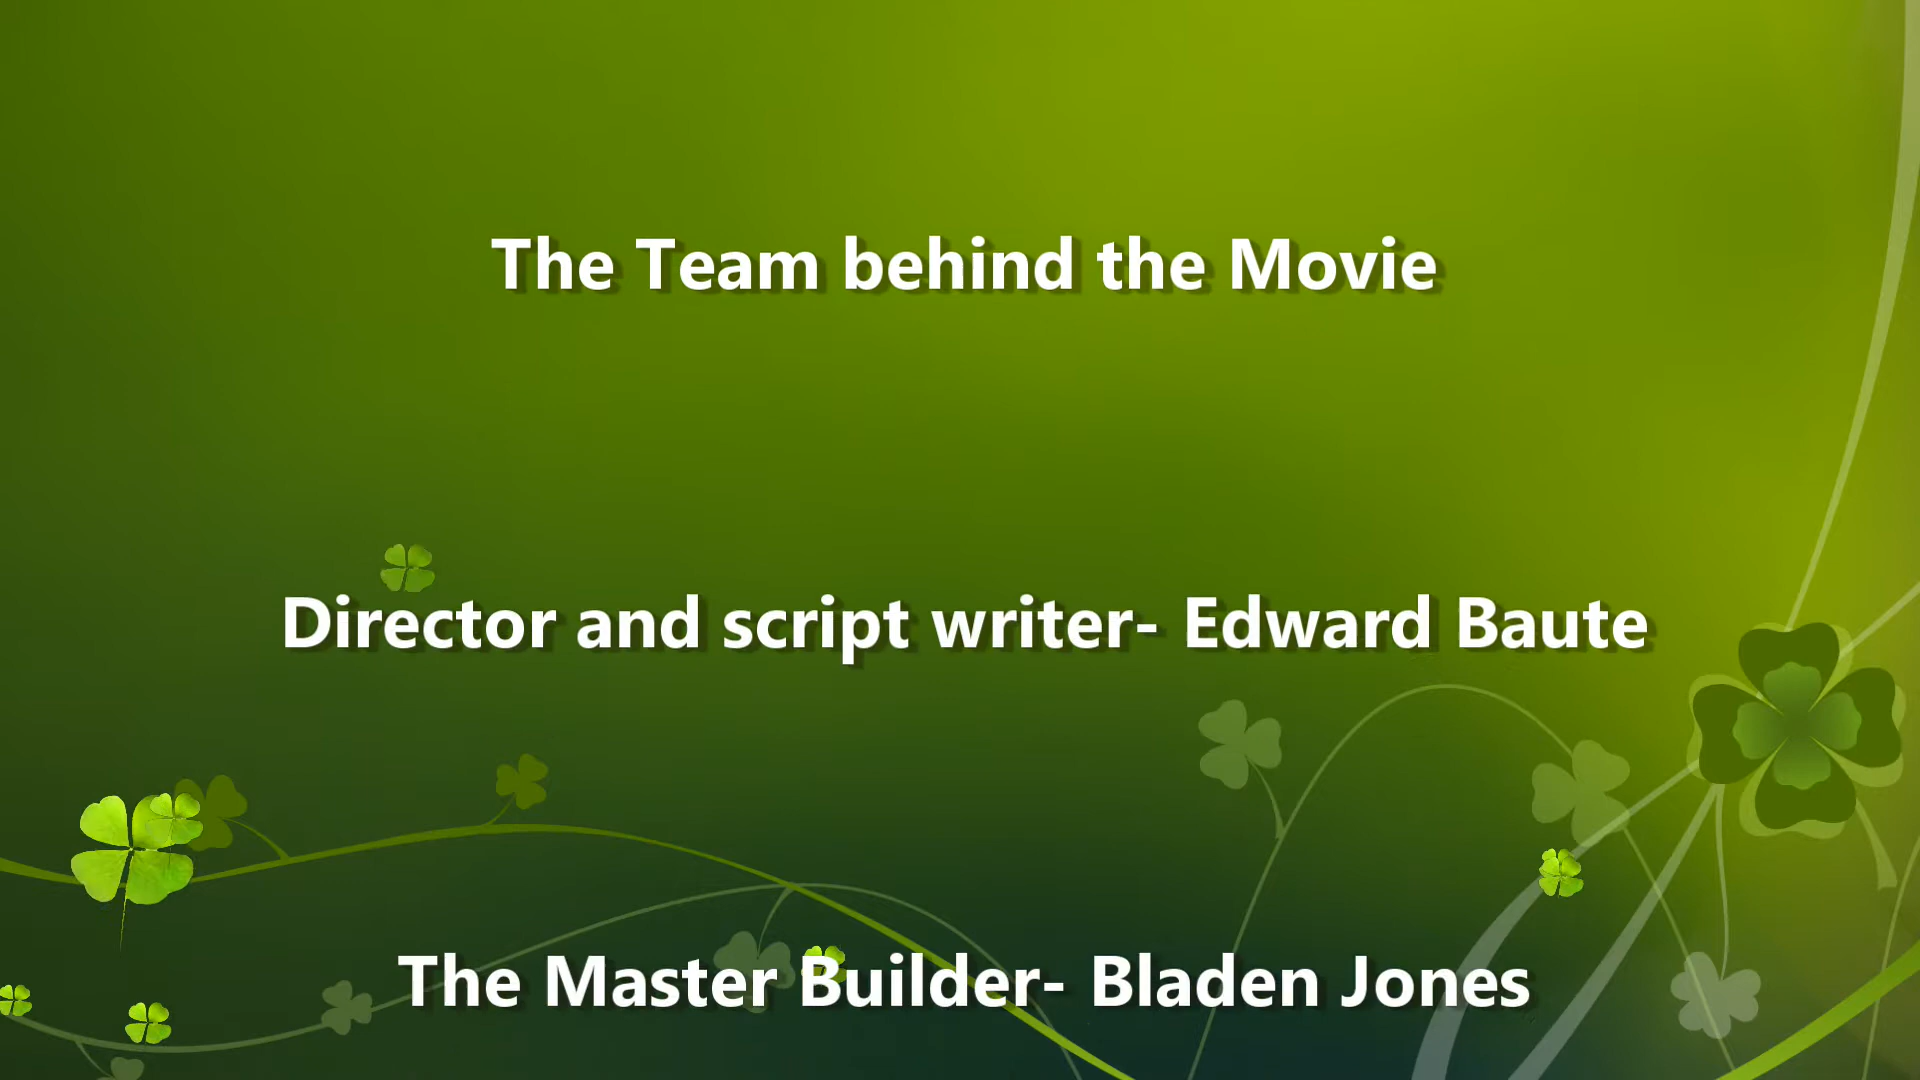 The Team behind the Movie
Director and script writer- Edward Baute
The Master Builder- Bladen Jones